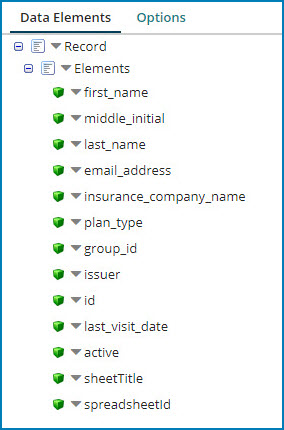 Data Elements Options
Record
Elements
first_name
middle_initial
last_name
email_address
insurance_company_name
plan_type
group_id
issuer
id
last_visit_date
active
sheetTitle
spreadsheetId